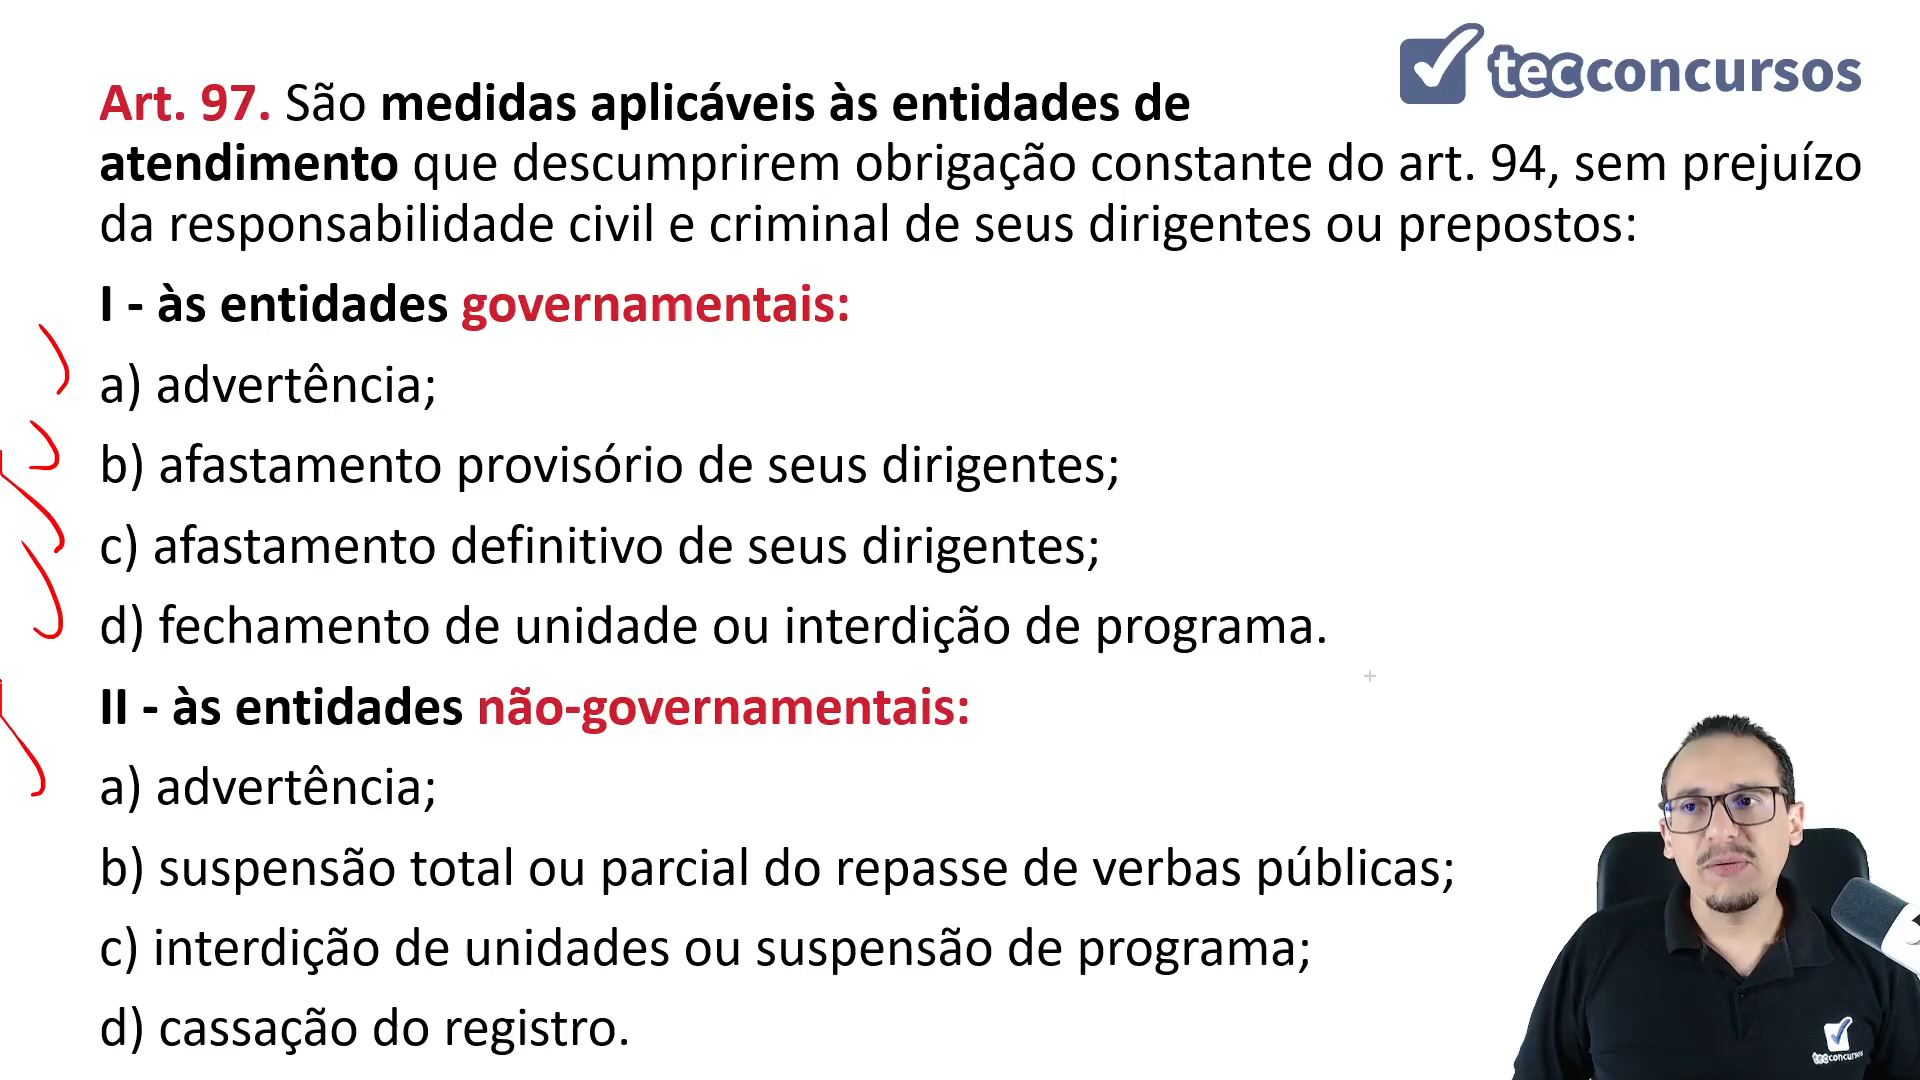 tecconcursos
Art. 97. São medidas aplicáveis às entidades de
atendimento que descumprirem obrigação constante do art. 94, sem prejuízo
da responsabilidade civil e criminal de seus dirigentes ou prepostos:
I - às entidades governamentais:
a) advertência;
b) afastamento provisório de seus dirigentes;
c) afastamento definitivo de seus dirigentes;
d) fechamento de unidade ou interdição de programa.
II - às entidades não-governamentais:
a) advertência;
b) suspensão total ou parcial do repasse de verbas públicas;
c) interdição de unidades ou suspensão de programa;
d) cassação do registro.
tecconcursos